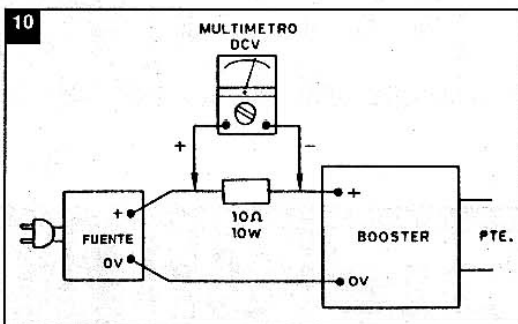 10
MULTIMETRO
DCV
+
−
10Ω
10W
+
FUENTE
0V
+
BOOSTER
0V
PTE.